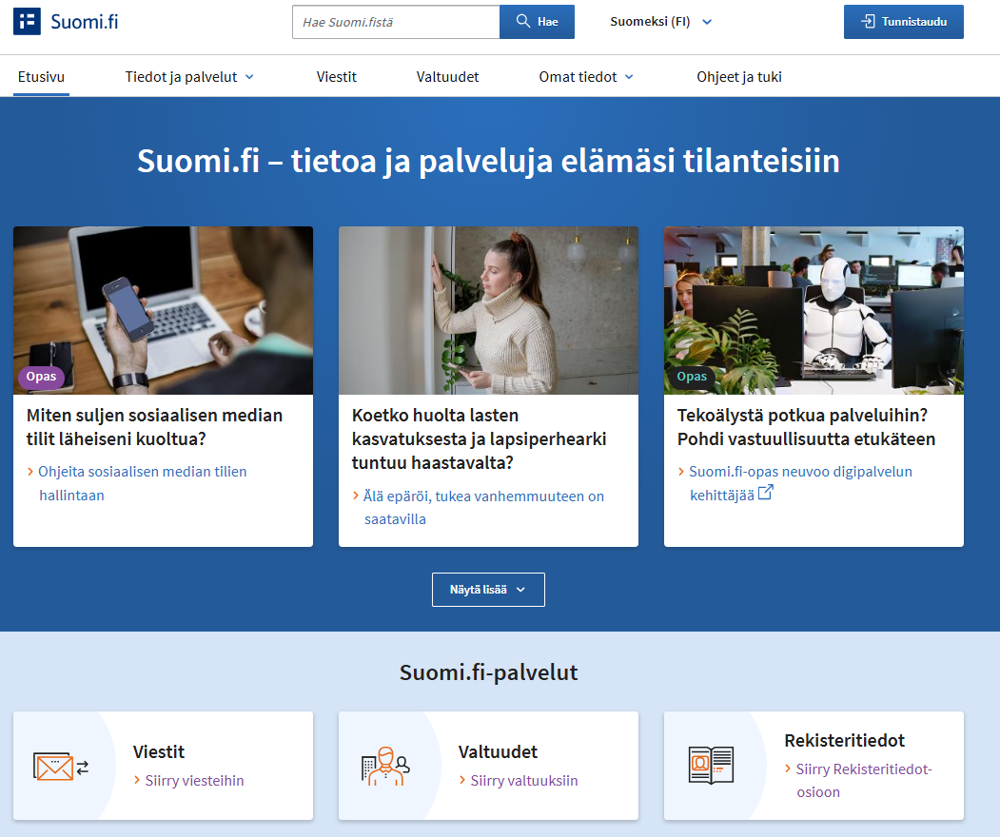 Suomi.fi
Hae Suomi.fistä
Hae
Suomeksi (FI)
Tunnistaudu
Etusivu
Tiedot ja palvelut
Viestit
Valtuudet
Omat tiedot
Ohjeet ja tuki
Suomi.fi – tietoa ja palveluja elämäsi tilanteisiin
Opas
Miten suljen sosiaalisen median
tilit läheiseni kuoltua?
Ohjeita sosiaalisen median tilien
hallintaan
Koetko huolta lasten
kasvatuksesta ja lapsiperhearki
tuntuu haastavalta?
Älä epäröi, tukea vanhemmuuteen on
saatavilla
Opas
Tekoälystä potkua palveluihin?
Pohdi vastuullisuutta etukäteen
Suomi.fi-opas neuvoo digipalvelun
kehittäjää
Näytä lisää
Suomi.fi-palvelut
Viestit
Siirry viesteihin
Valtuudet
Siirry valtuuksiin
Rekisteritiedot
Siirry Rekisteritiedot-
osioon